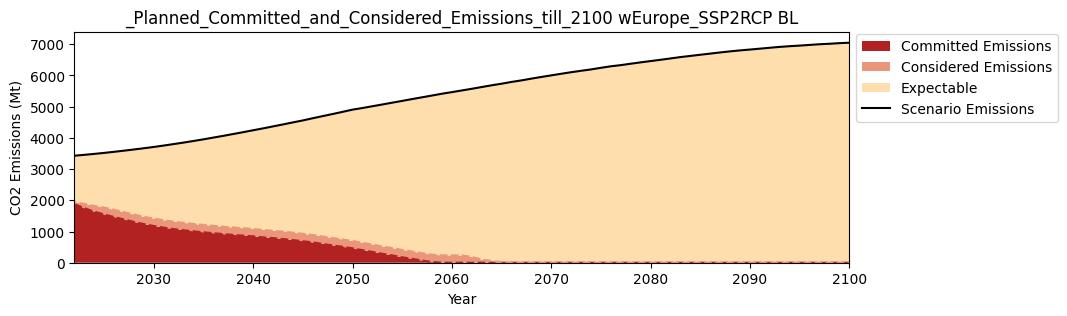 _Planned_Committed_and_Considered_Emissions_till_2100 wEurope_SSP2RCP BL
7000
6000
5000
4000
3000
2000
1000
0
CO2 Emissions (Mt)
2030 2040 2050 2060 2070 2080 2090 2100
Year
Committed Emissions
Considered Emissions
Expectable
Scenario Emissions